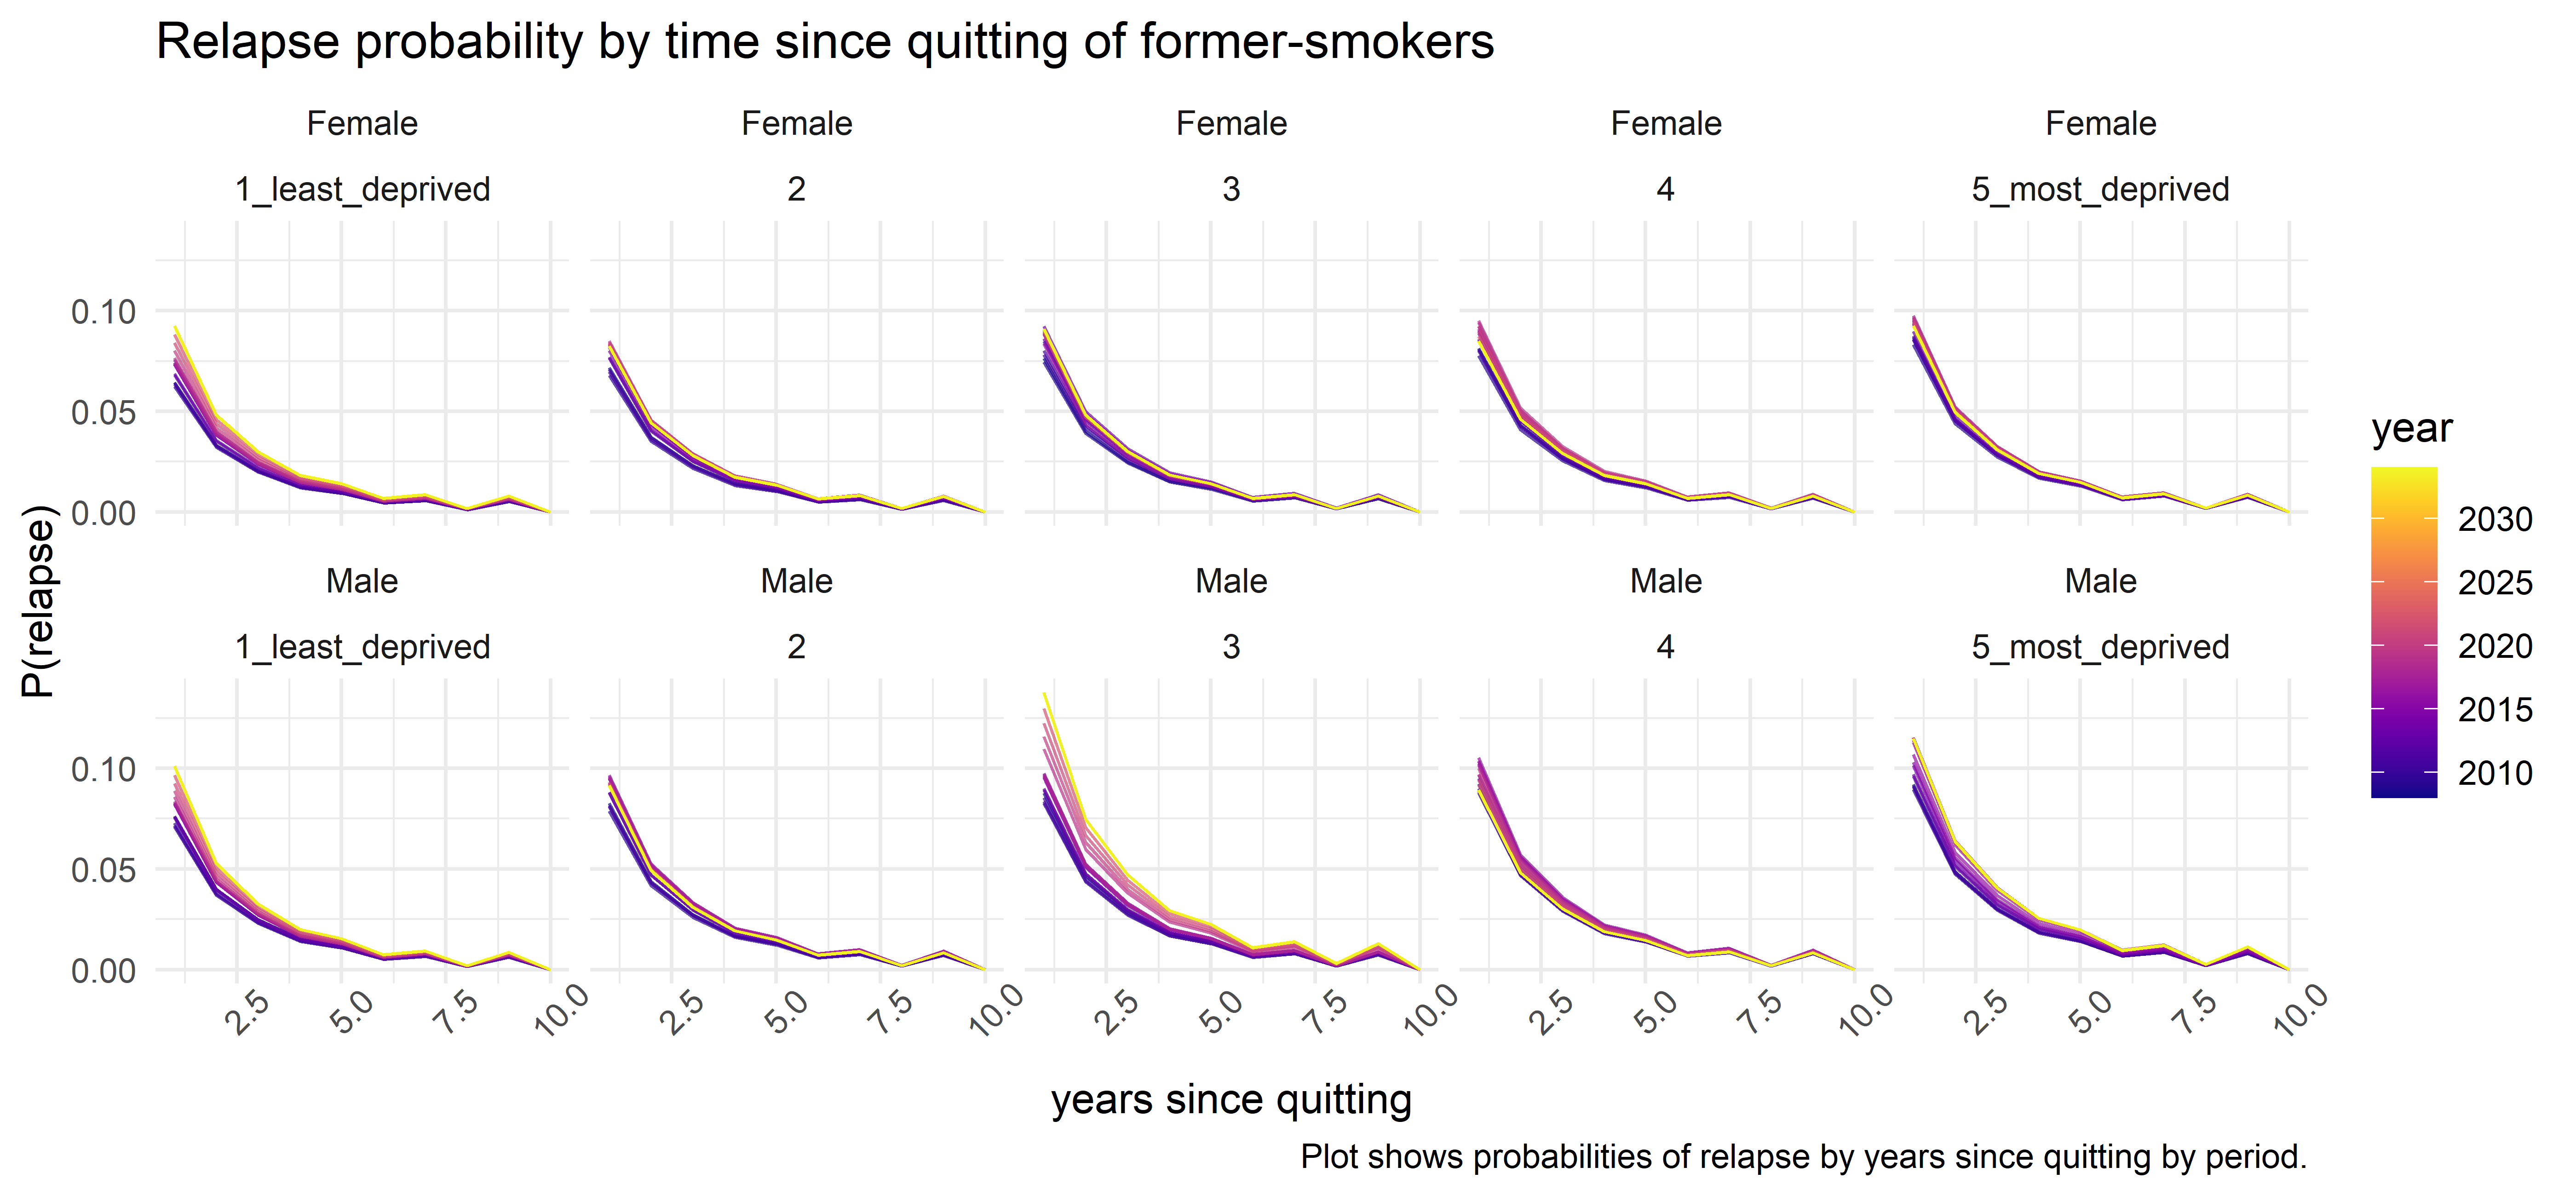 Relapse probability by time since quitting of former-smokers
Female Female Female Female Female
1_least_deprived 2 3 4 5_most_deprived
0.10
0.05
0.00
Male Male Male Male Male
1_least_deprived 2 3 4 5_most_deprived
0.10
0.05
0.00
2.5 5.0 7.5 10.0 2.5 5.0 7.5 10.0 2.5 5.0 7.5 10.0 2.5 5.0 7.5 10.0 2.5 5.0 7.5 10.0
P(relapse)
years since quitting
Plot shows probabilities of relapse by years since quitting by period.
year
2030
2025
2020
2015
2010